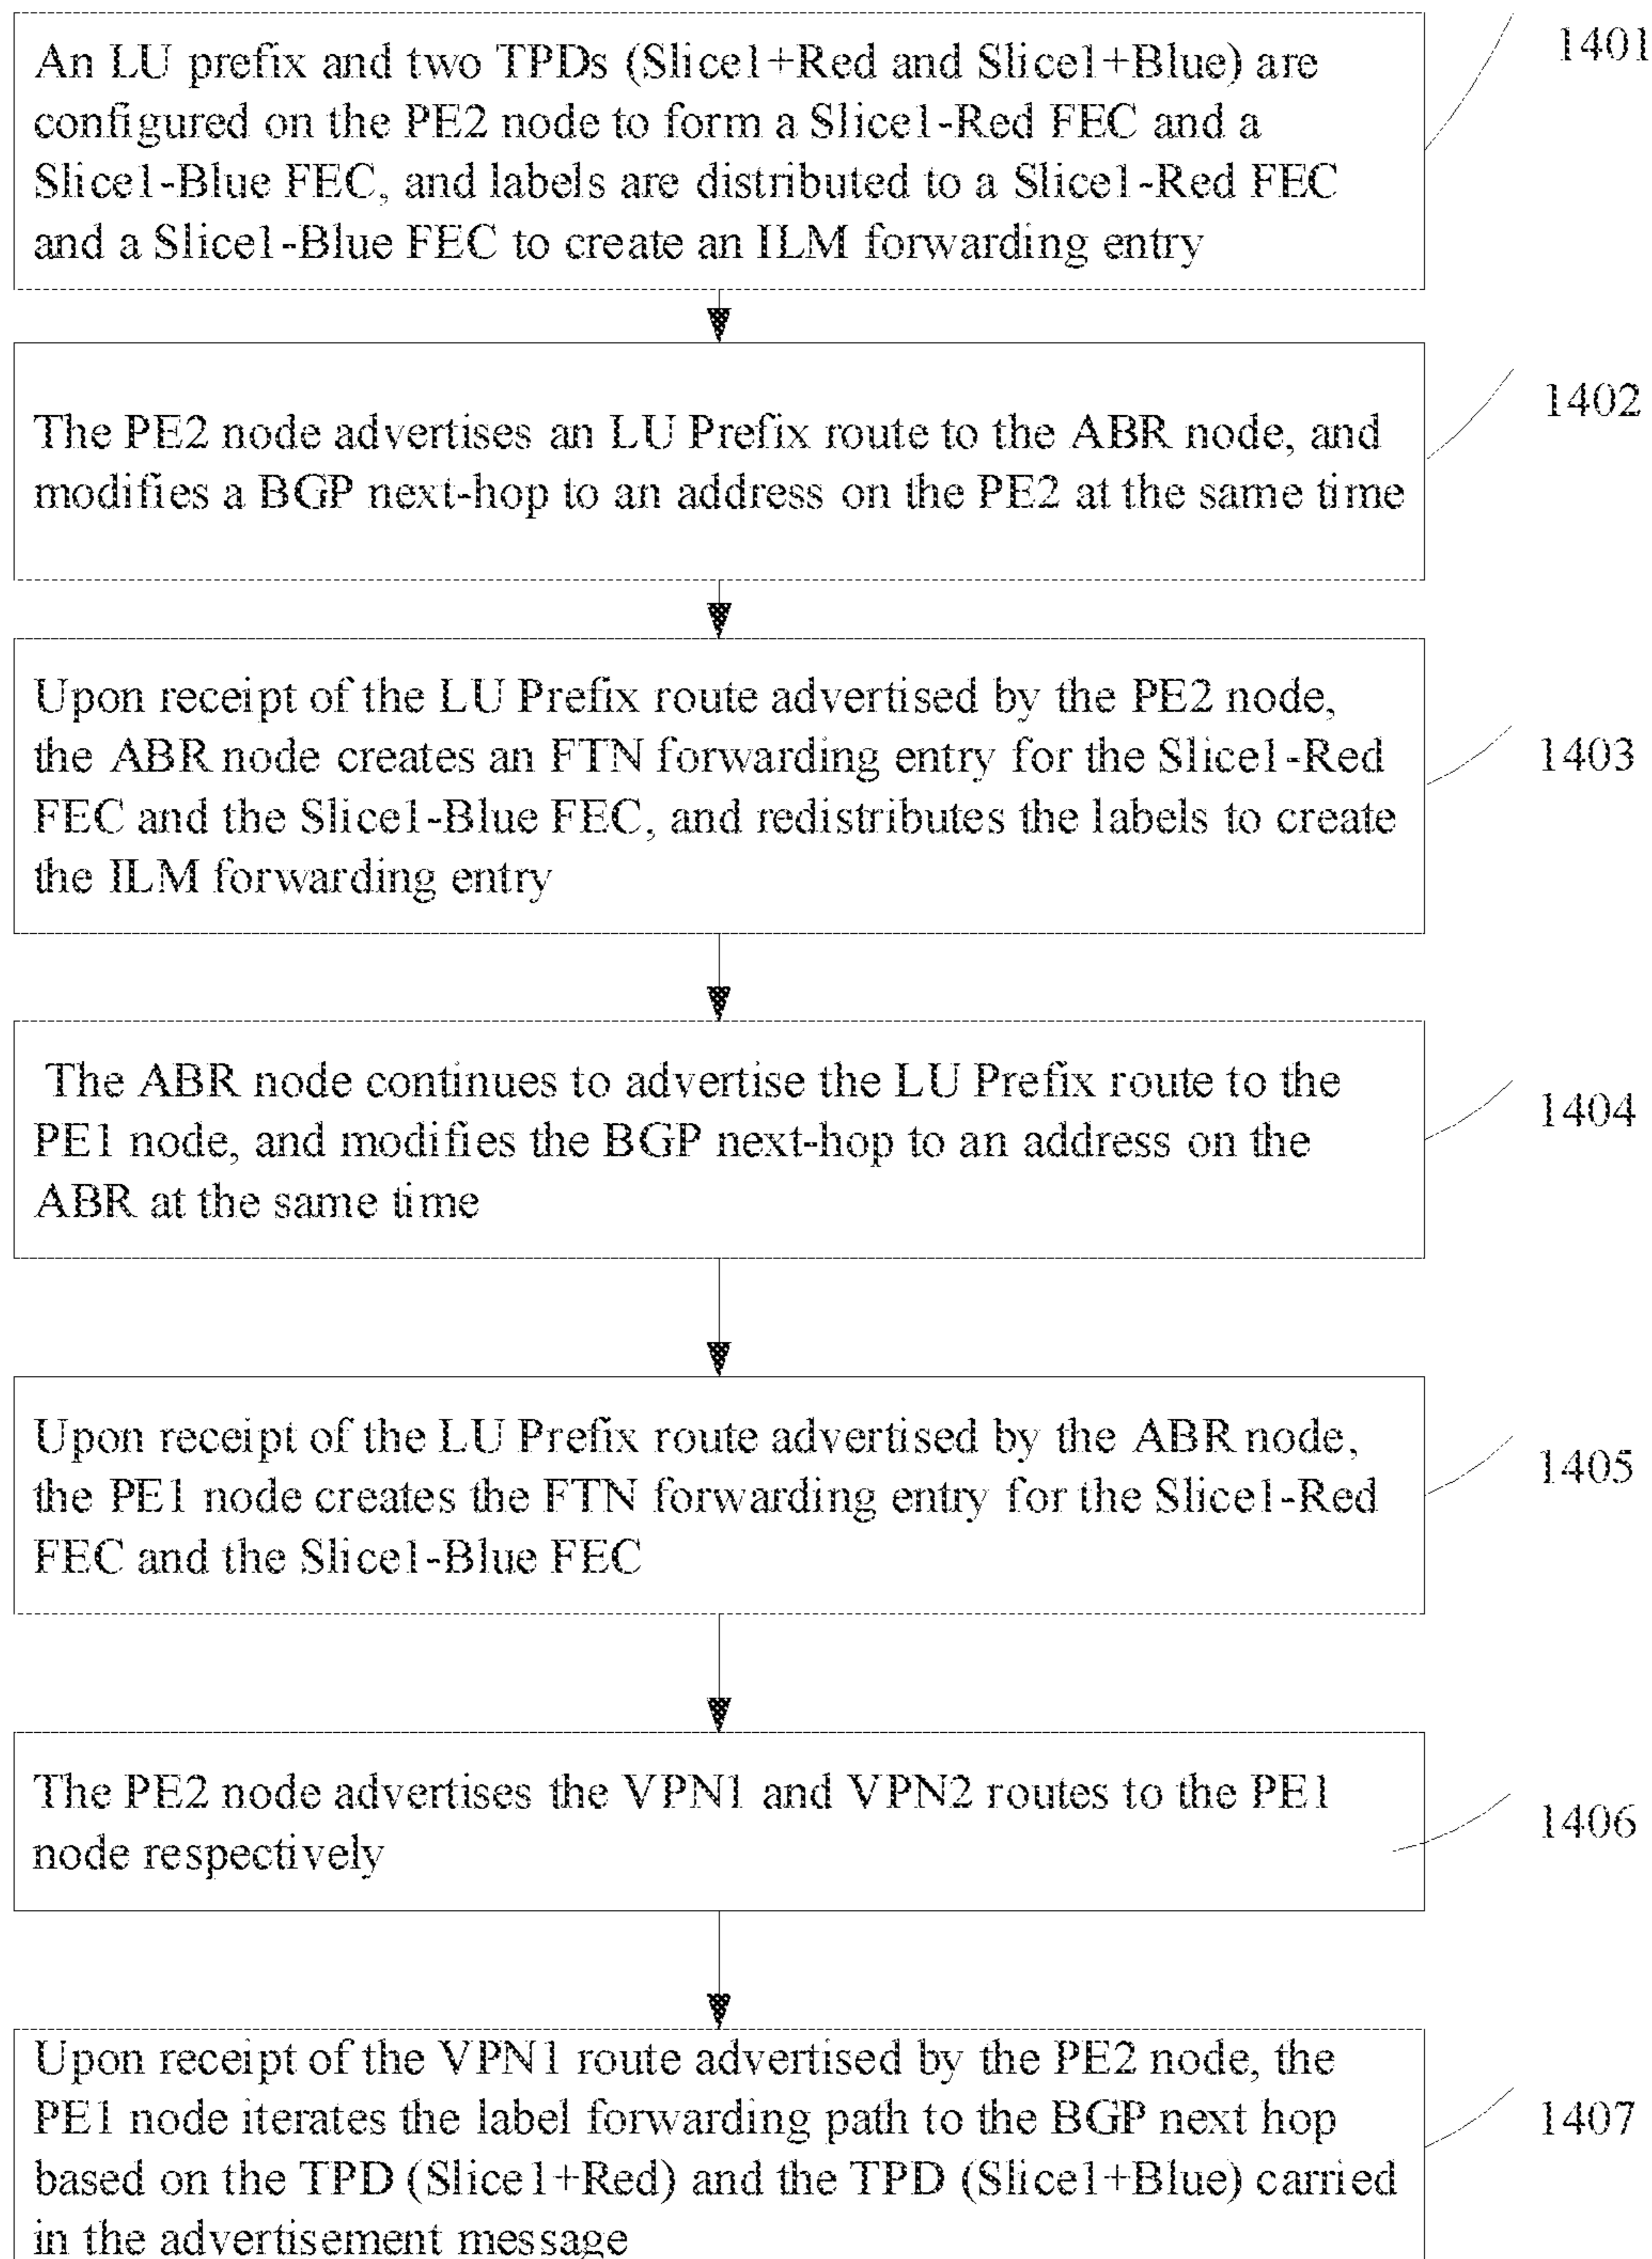 An LU prefix and two TPDs (Slice1+Red and Slice1+Blue) are
configured on the PE2 node to form a Slice1-Red FEC and a
Slice1-Blue FEC, and labels are distributed to a Slice1-Red FEC
and a Slice1-Blue FEC to create an ILM forwarding entry
1401
The PE2 node advertises an LU Prefix route to the ABR node, and
modifies a BGP next-hop to an address on the PE2 at the same time
1402
Upon receipt of the LU Prefix route advertised by the PE2 node,
the ABR node creates an FTN forwarding entry for the Slice1-Red
FEC and the Slice1-Blue FEC, and redistributes the labels to create
the ILM forwarding entry
1403
The ABR node continues to advertise the LU Prefix route to the
PE1 node, and modifies the BGP next-hop to an address on the
ABR at the same time
1404
Upon receipt of the LU Prefix route advertised by the ABR node,
the PE1 node creates the FTN forwarding entry for the Slice1-Red
FEC and the Slice1-Blue FEC
1405
The PE2 node advertises the VPN1 and VPN2 routes to the PE1
node respectively
1406
Upon receipt of the VPN1 route advertised by the PE2 node, the
PE1 node iterates the label forwarding path to the BGP next hop
based on the TPD (Slice1+Red) and the TPD (Slice1+Blue) carried
in the advertisement message
1407